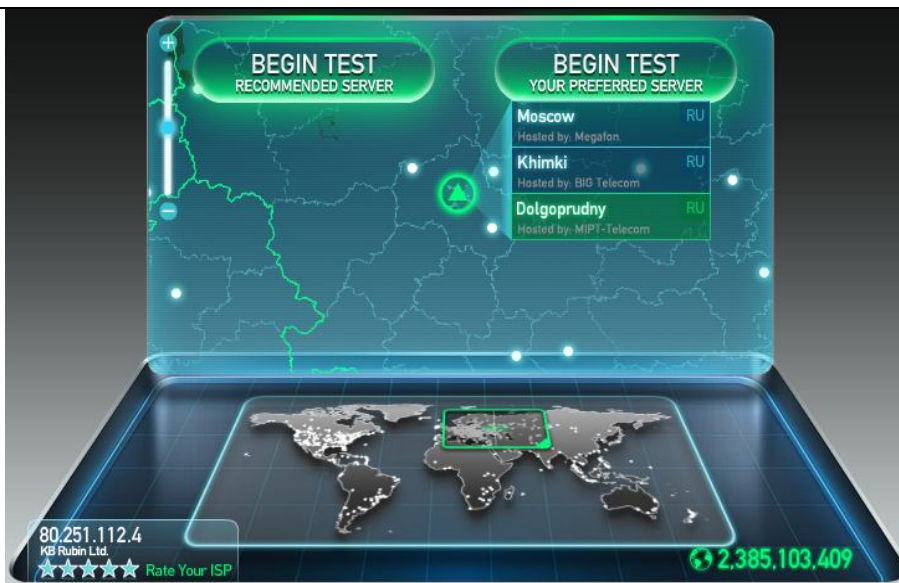 BEGIN TEST
RECOMMENDED SERVER
BEGIN TEST
YOUR PREFERRED SERVER
Moscow RU
Hosted by: Megafon
Khimki RU
Hosted by: BIG Telecom
Dolgoprudny RU
Hosted by: MIPT-Telecom
80.251.112.4
KB Rubin Ltd.
Rate Your ISP
2,385,103,409